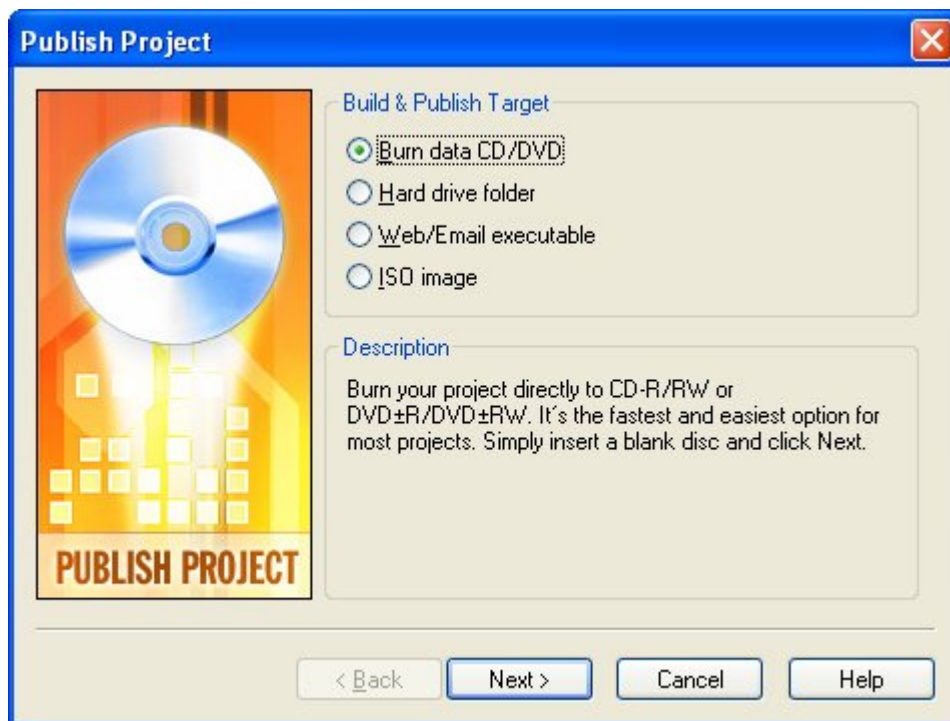 Publish Project
Build & Publish Target
Burn data CD/DVD
Hard drive folder
Web/Email executable
ISO image
Description
Burn your project directly to CD-R/RW or
DVD±R/DVD±RW. It´s the fastest and easiest option for
most projects. Simply insert a blank disc and click Next.
PUBLISH PROJECT
< Back
Next >
Cancel
Help